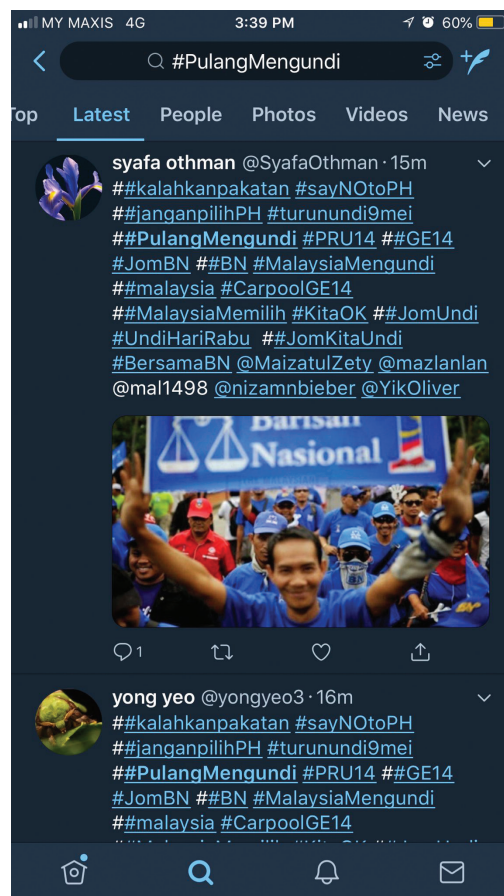 MY MAXIS 4G 3:39 PM 60%
#PulangMengundi
Top Latest People Photos Videos News
syafa othman @SyafaOthman · 15m
##kalahkanpakatan #sayNOtoPH
##janganpilihPH #turunundi9mei
##PulangMengundi #PRU14 ##GE14
#JomBN ##BN #MalaysiaMengundi
##malaysia #CarpoolGE14
##MalaysiaMemilih #KitaOK ##JomUndi
#UndiHariRabu ##JomKitaUndi
#BersamaBN @MaizatulZety @mazlanlan
@mal1498 @nizamnbieber @YikOliver
Barisan
Nasional
1
yong yeo @yongyeo3 · 16m
##kalahkanpakatan #sayNOtoPH
##janganpilihPH #turunundi9mei
##PulangMengundi #PRU14 ##GE14
#JomBN ##BN #MalaysiaMengundi
##malaysia #CarpoolGE14